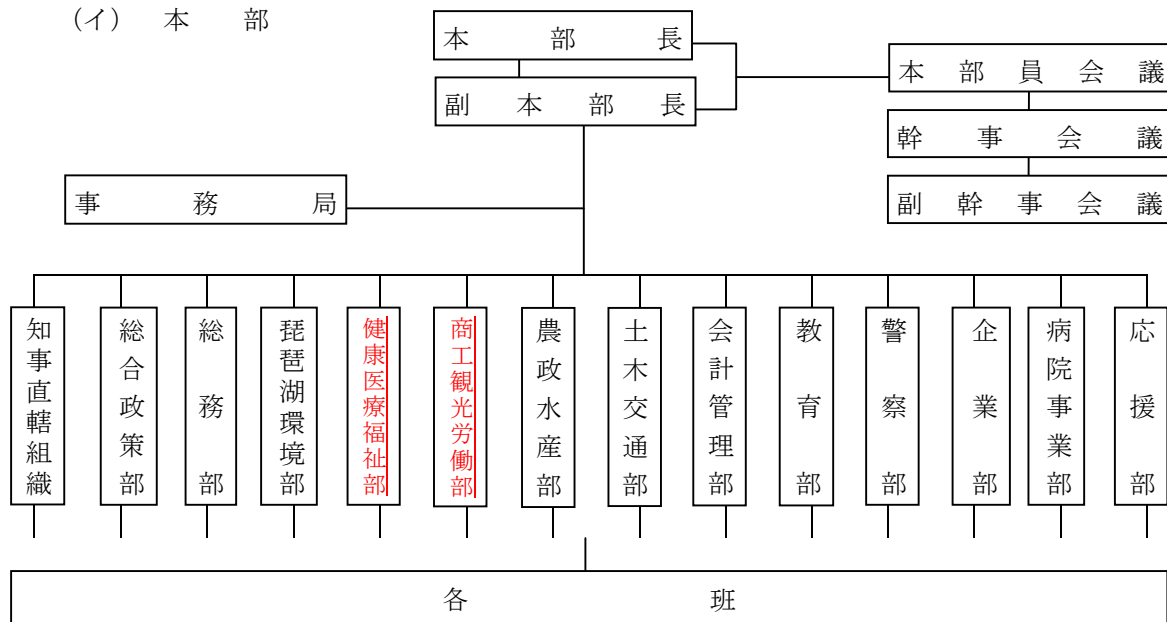 （イ） 本 部
本部長
副本部長
本部員会議
幹事会議
副幹事会議
事務局
知事直轄組織
総合政策部
総務部
琵琶湖環境部
健康医療福祉部
商工観光労働部
農政水産部
土木交通部
会計管理部
教育部
警察部
企業部
病院事業部
応援部
各班